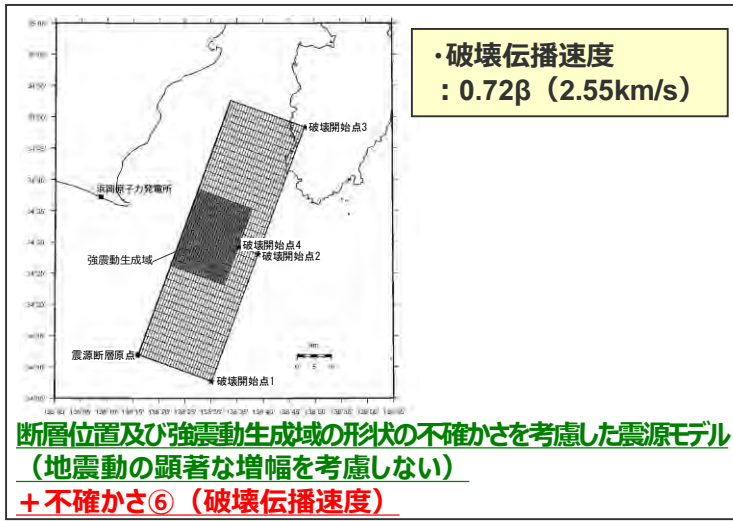 ・破壊伝播速度
：0.72β（2.55km/s）
破壊開始点3
浜岡原子力発電所
破壊開始点4
破壊開始点2
強震動生成域
km
0 5 10
震源断層原点
破壊開始点1
断層位置及び強震動生成域の形状の不確かさを考慮した震源モデル
（地震動の顕著な増幅を考慮しない）
＋不確かさ⑥（破壊伝播速度）